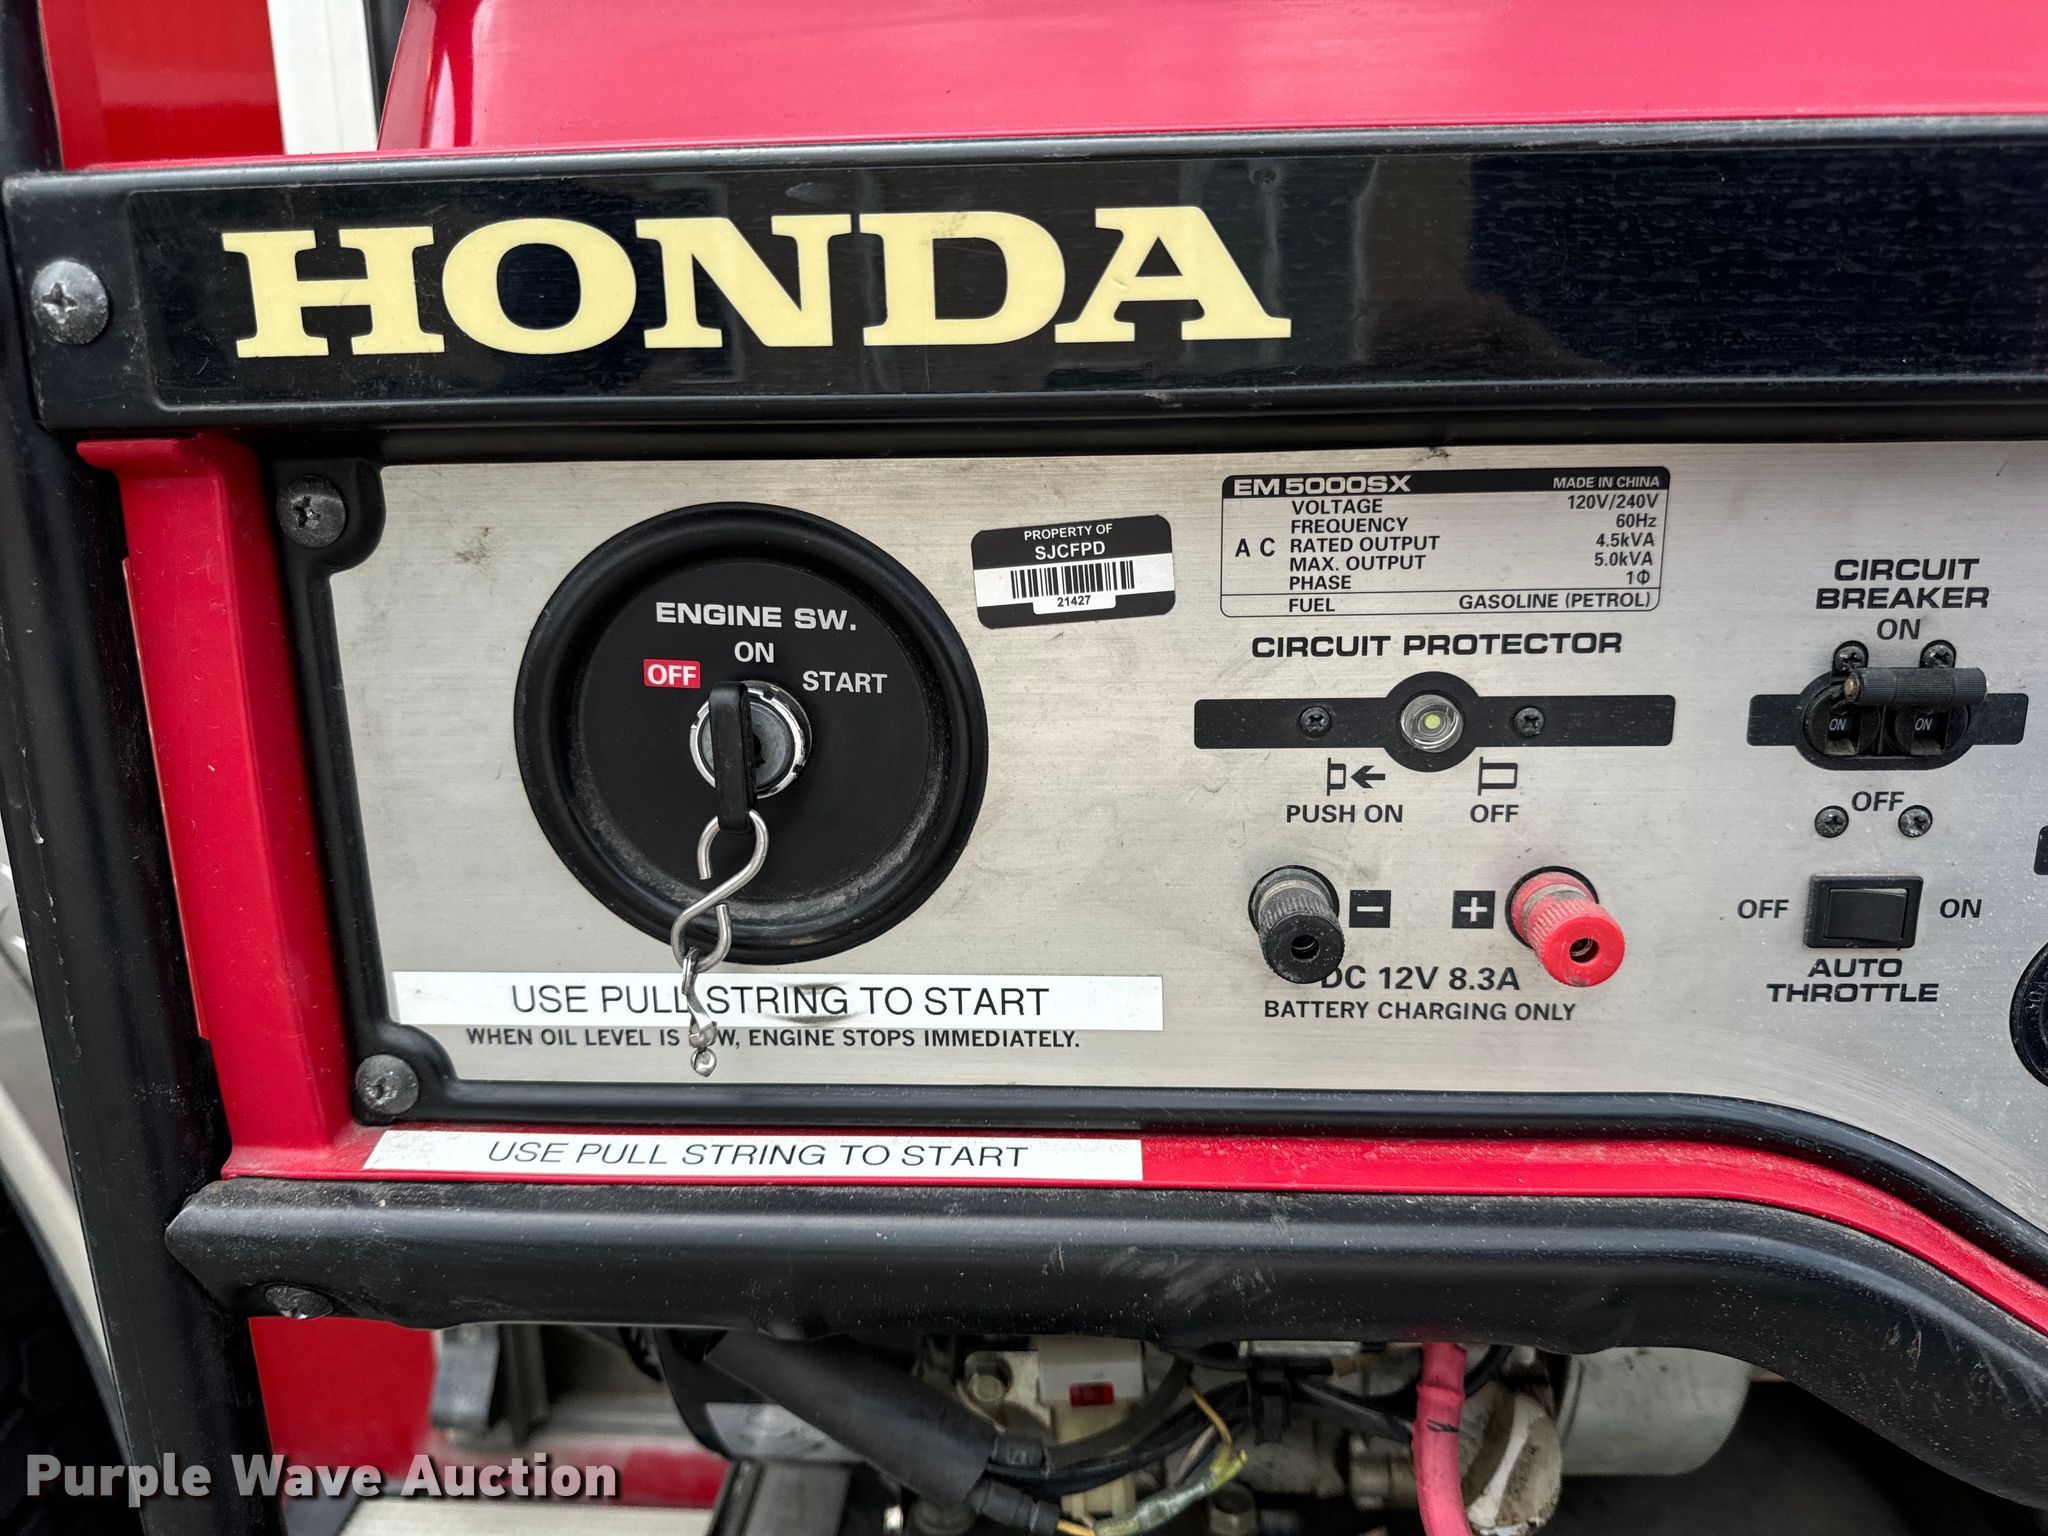 HONDA
ENGINE SW.
ON
OFF
START
PROPERTY OF
SJCFPD
21427
EM5000SX MADE IN CHINA
VOLTAGE 120V/240V
FREQUENCY 60Hz
AC RATED OUTPUT 4.5kVA
MAX. OUTPUT 5.0kVA
PHASE 1Φ
FUEL GASOLINE (PETROL)
CIRCUIT PROTECTOR
PUSH ON OFF
CIRCUIT
BREAKER
ON
ON ON
OFF
- +
DC 12V 8.3A
BATTERY CHARGING ONLY
OFF ON
AUTO
THROTTLE
USE PULL STRING TO START
WHEN OIL LEVEL IS W, ENGINE STOPS IMMEDIATELY.
USE PULL STRING TO START
Purple Wave Auction